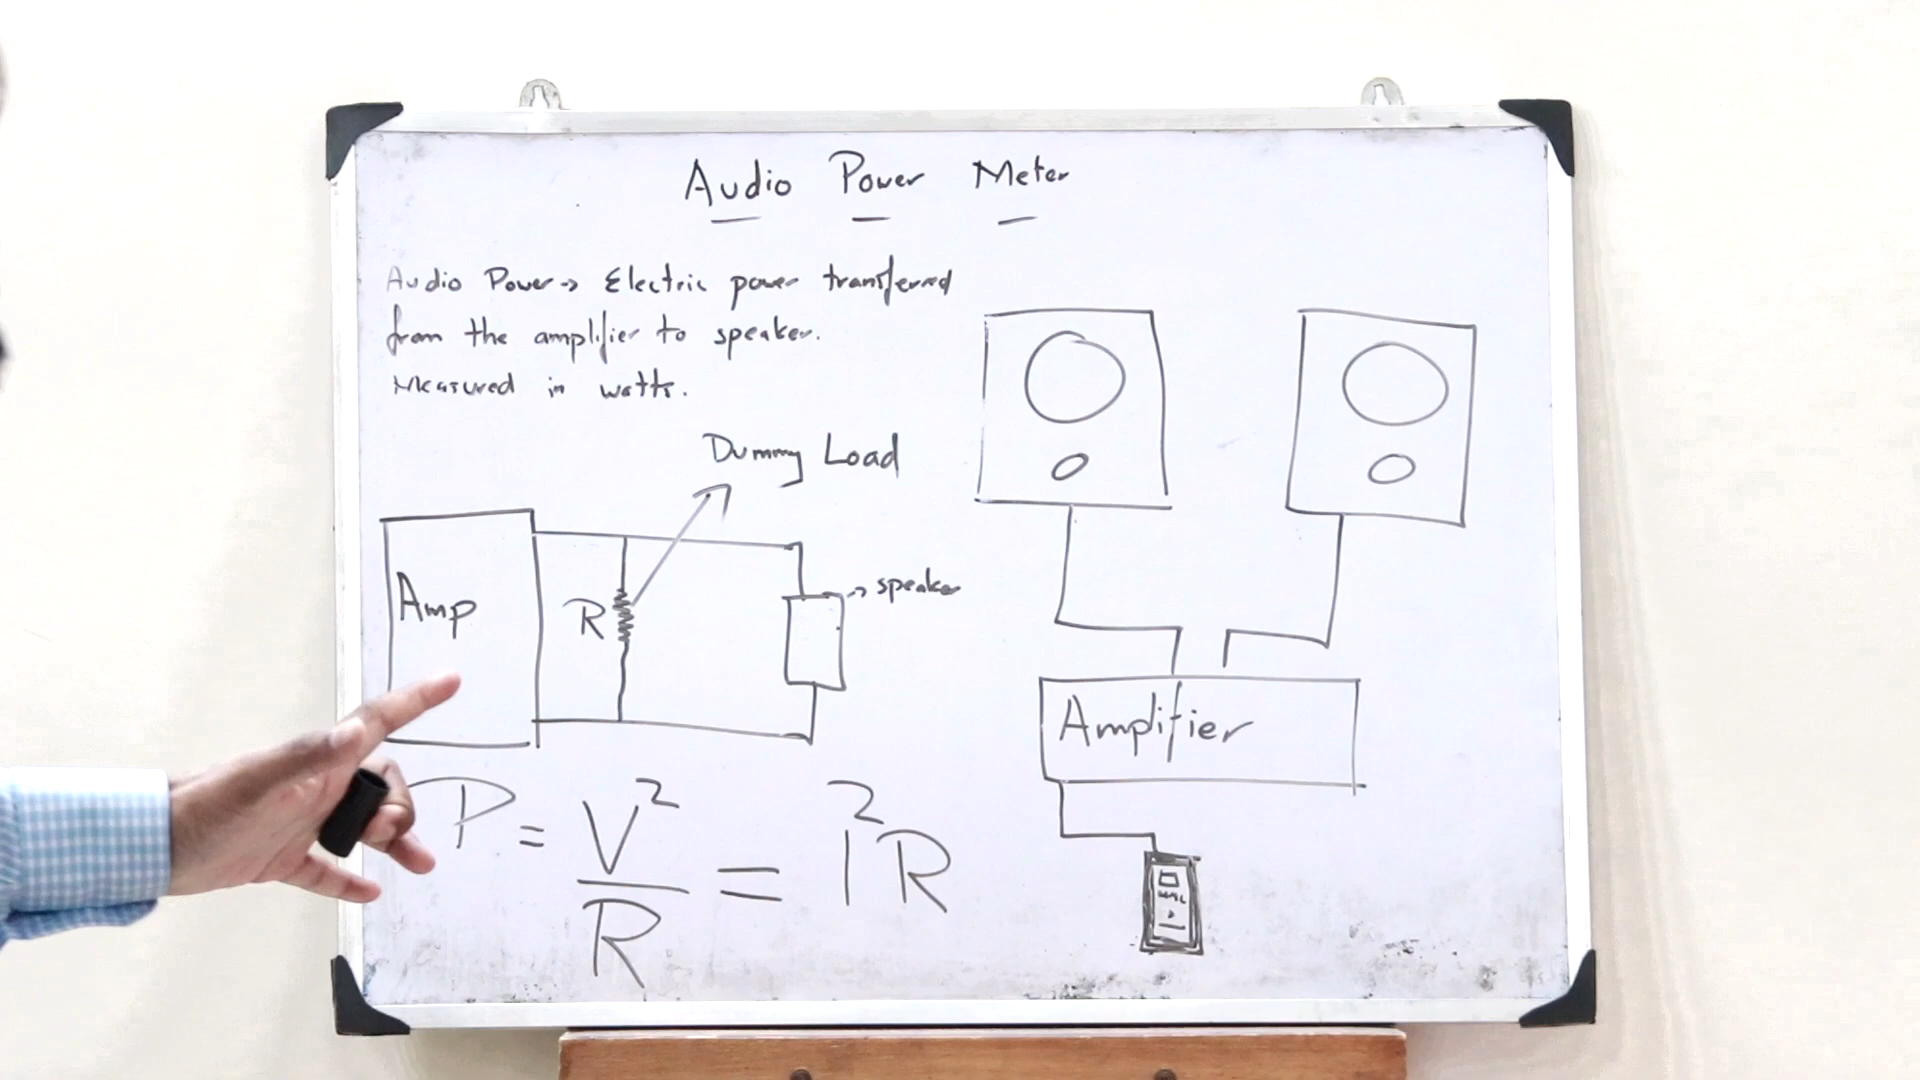 Audio Power Meter
Audio Power → Electric power transferred
from the amplifier to speaker.
Measured in watts.
Dummy Load
Amp
R
→ speaker
P = V²/R = I²R
Amplifier